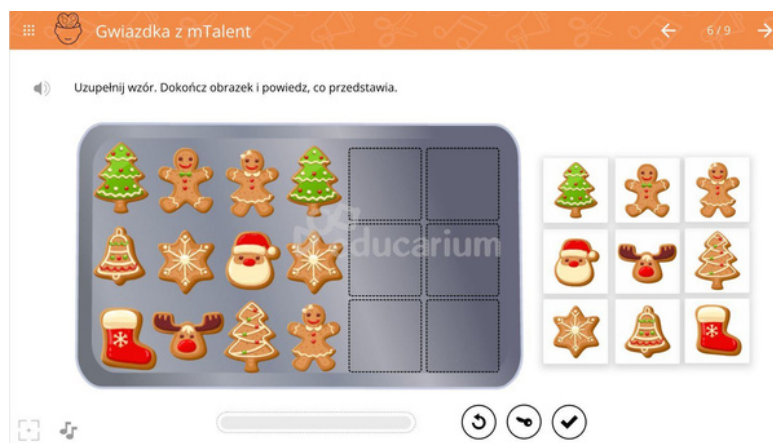 Gwiazdka z mTalent
6/9
Uzupełnij wzór. Dokończ obrazek i powiedz, co przedstawia.
educarium